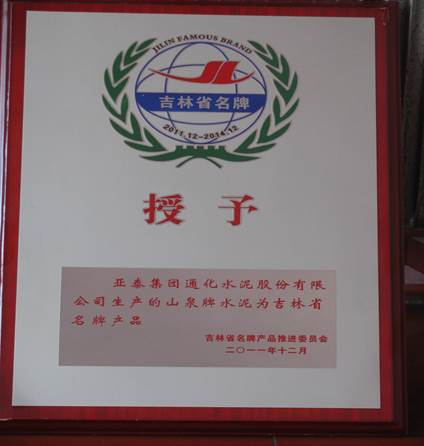 JILIN FAMOUS BRAND
吉林省名牌
2011.12-2014.12
授予
亚泰集团通化水泥股份有限
公司生产的山泉牌水泥为吉林省
名牌产品
吉林省名牌产品推进委员会
二〇一一年十二月